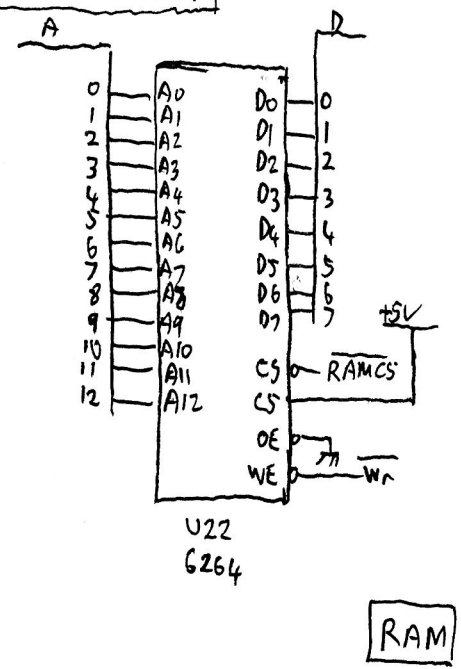 A D
0 A0 D0 0
1 A1 D1 1
2 A2 D2 2
3 A3 D3 3
4 A4 D4 4
5 A5 D5 5
6 A6 D6 6
7 A7 D7 7
8 A8
9 A9 +5V
10 A10
11 A11 CS RAMCS
12 A12 CS
OE
WE Wr
U22
6264
RAM